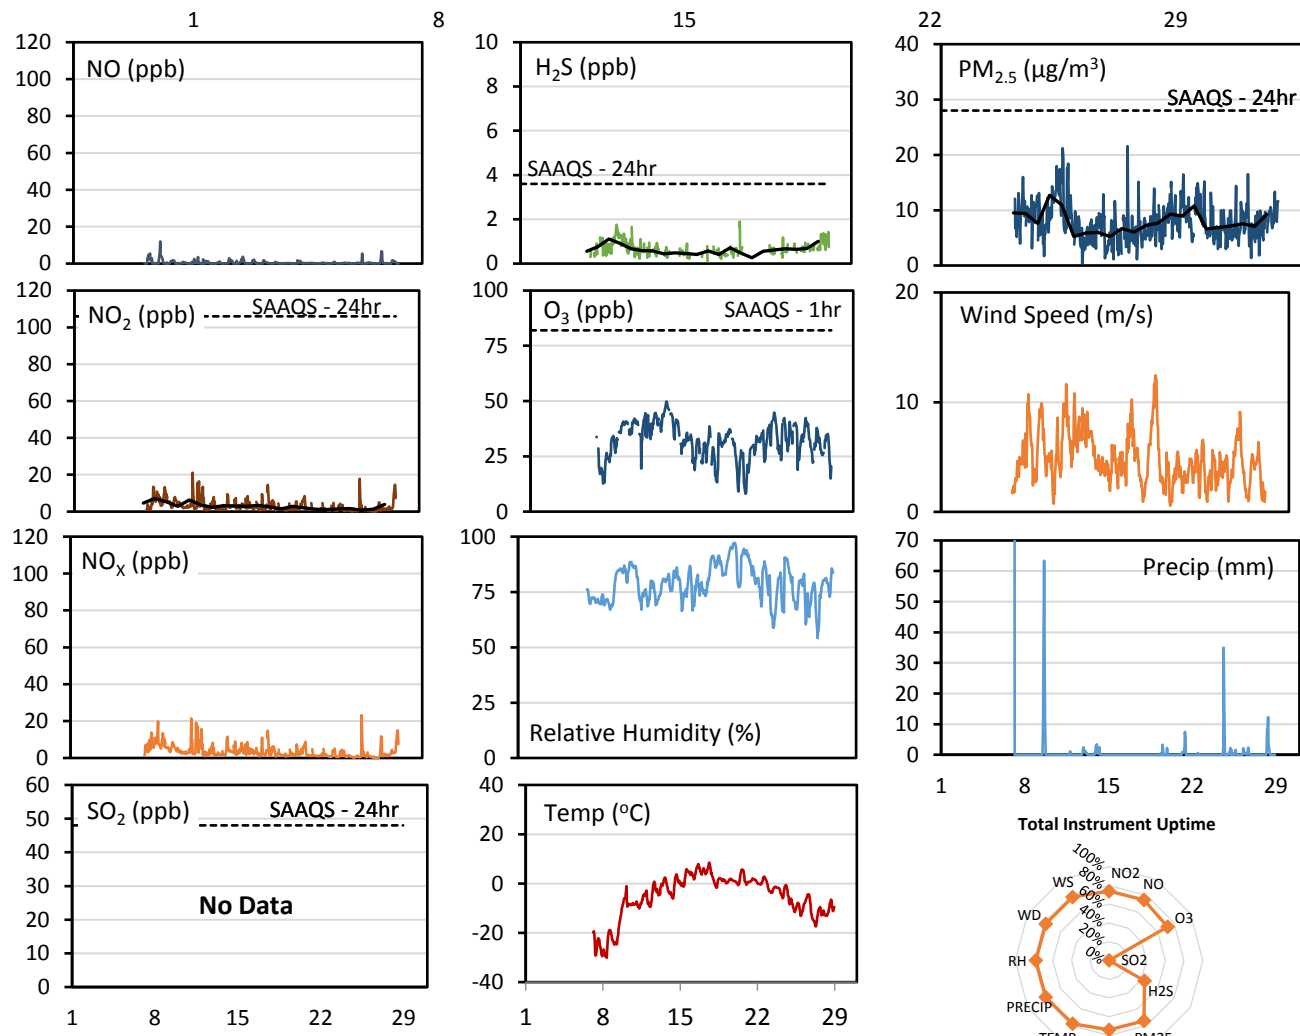 1 8 15 22 29
NO (ppb)
120
100
80
60
40
20
0
H₂S (ppb)
SAAQS - 24hr
10
8
6
4
2
0
PM₂.₅ (µg/m³)
SAAQS - 24hr
40
30
20
10
0
NO₂ (ppb)
SAAQS - 24hr
120
100
80
60
40
20
0
O₃ (ppb)
SAAQS - 1hr
100
75
50
25
0
Wind Speed (m/s)
20
10
0
NOX (ppb)
120
100
80
60
40
20
0
100
75
50
25
0
Relative Humidity (%)
Precip (mm)
70
60
50
40
30
20
10
0
1 8 15 22 29
SO₂ (ppb)
SAAQS - 24hr
60
50
40
30
20
10
0
No Data
1 8 15 22 29
Temp (°C)
40
20
0
-20
-40
1 8 15 22 29
Total Instrument Uptime
100%
80%
60%
40%
20%
0%
NO2
NO
O3
SO2
H2S
PM25
TEMP
PRECIP
RH
WD
WS